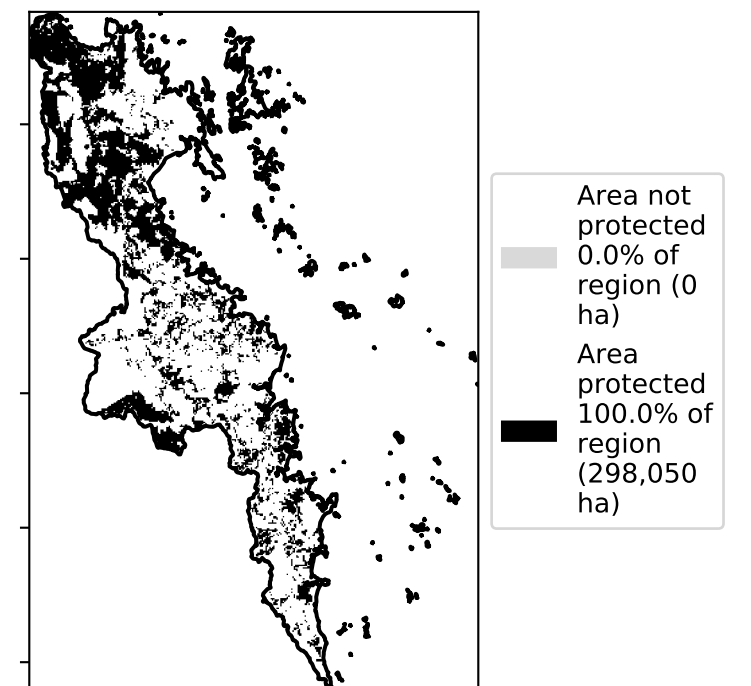 Area not
protected
0.0% of
region (0
ha)
Area
protected
100.0% of
region
(298,050
ha)